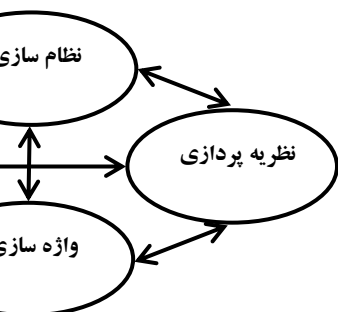 نظام سازی
نظریه پردازی
واژه سازی